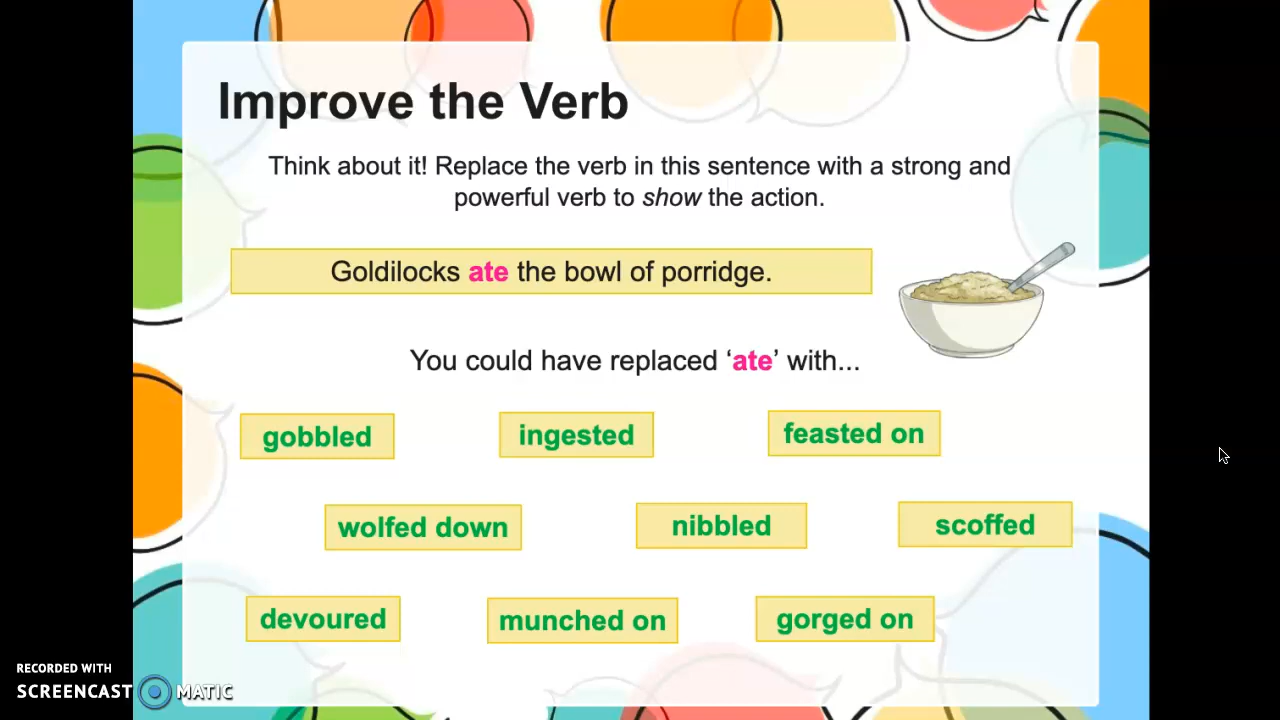 Improve the Verb
Think about it! Replace the verb in this sentence with a strong and
powerful verb to show the action.
Goldilocks ate the bowl of porridge.
You could have replaced ‘ate’ with...
gobbled
ingested
feasted on
wolfed down
nibbled
scoffed
devoured
munched on
gorged on
RECORDED WITH
SCREENCAST MATIC